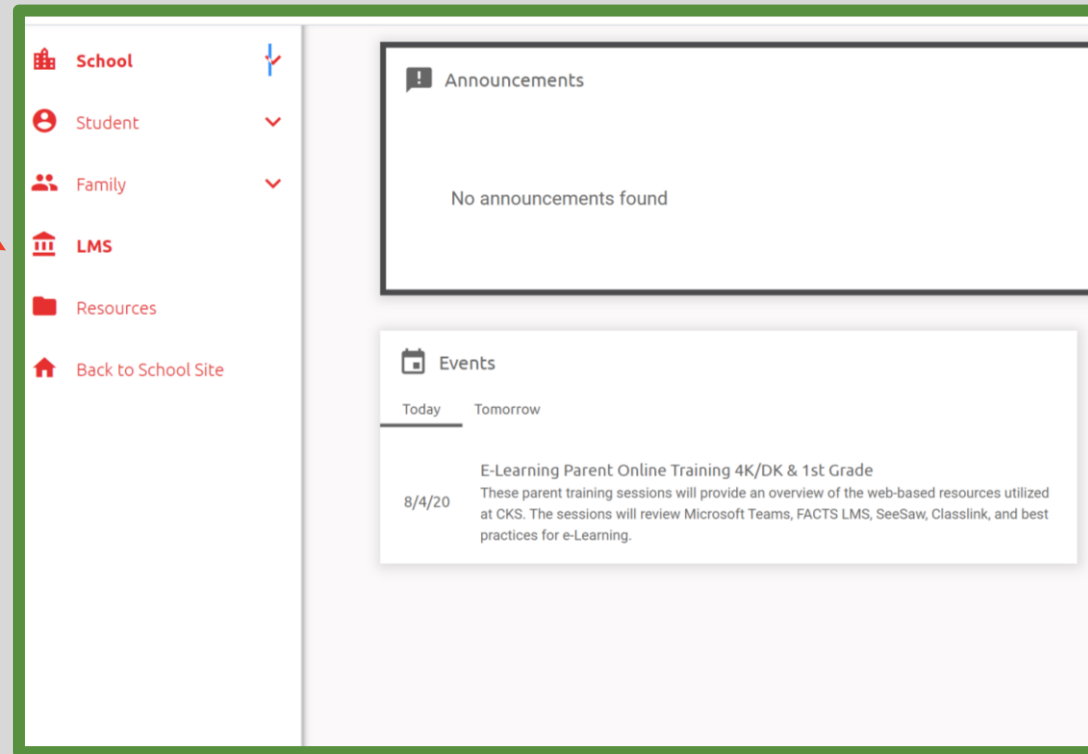 School
Student
Family
LMS
Resources
Back to School Site
Announcements
No announcements found
Events
Today Tomorrow
8/4/20
E-Learning Parent Online Training 4K/DK & 1st Grade
These parent training sessions will provide an overview of the web-based resources utilized
at CKS. The sessions will review Microsoft Teams, FACTS LMS, SeeSaw, Classlink, and best
practices for e-Learning.